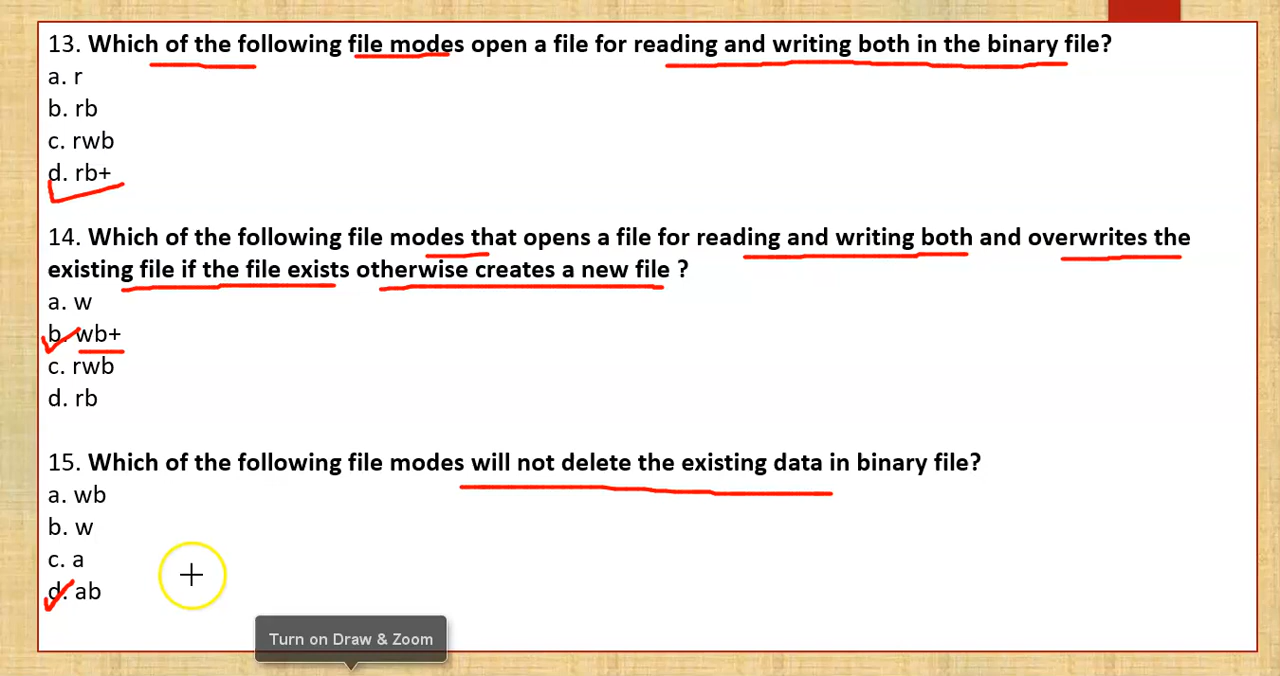 13. Which of the following file modes open a file for reading and writing both in the binary file?
a. r
b. rb
c. rwb
d. rb+
14. Which of the following file modes that opens a file for reading and writing both and overwrites the
existing file if the file exists otherwise creates a new file ?
a. w
b. wb+
c. rwb
d. rb
15. Which of the following file modes will not delete the existing data in binary file?
a. wb
b. w
c. a
d. ab
Turn on Draw & Zoom